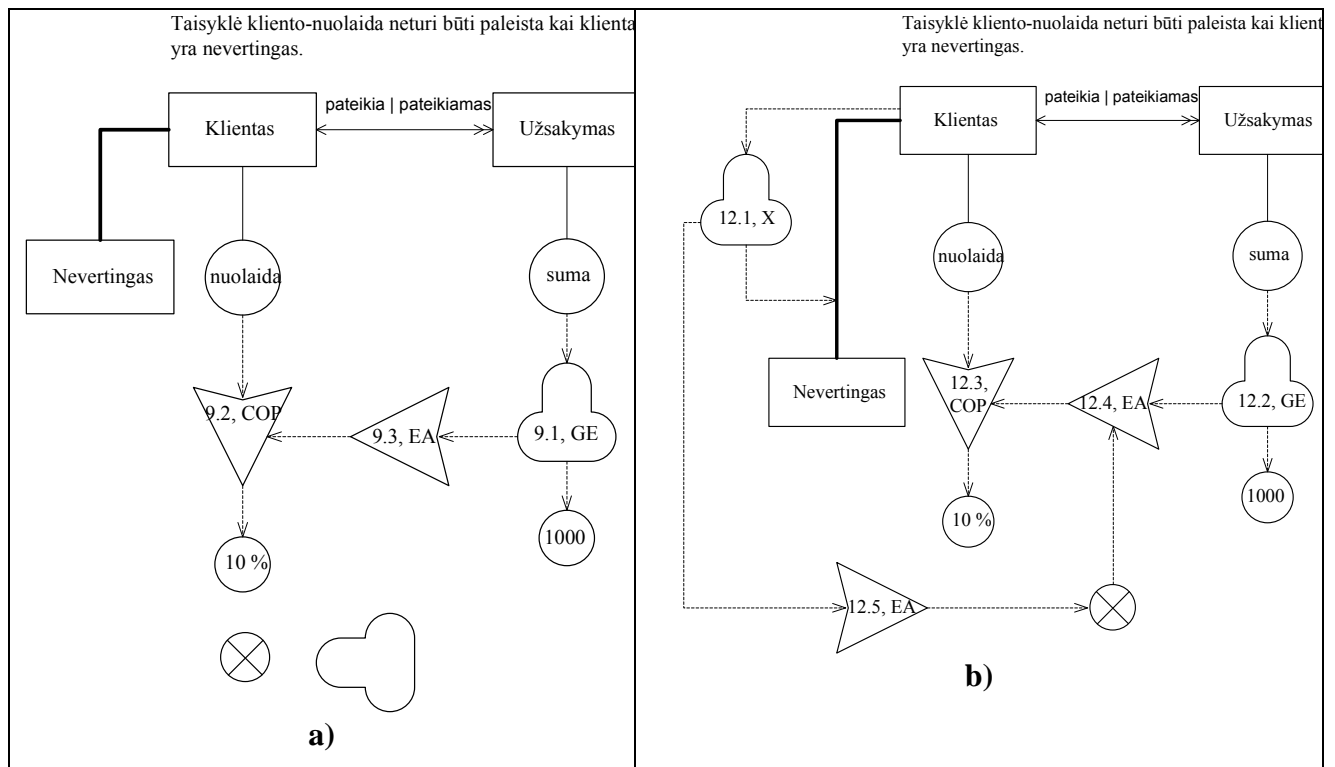 Taisyklė kliento-nuolaida neturi būti paleista kai klienta
yra nevertingas.
pateikia | pateikiamas
Klientas
Užsakymas
Nevertingas
nuolaida
suma
9.2, COP
9.3, EA
9.1, GE
10 %
1000
a)
Taisyklė kliento-nuolaida neturi būti paleista kai klient
yra nevertingas.
pateikia | pateikiamas
Klientas
Užsakymas
12.1, X
nuolaida
suma
Nevertingas
12.3,
COP
12.4, EA
12.2, GE
10 %
1000
12.5, EA
b)